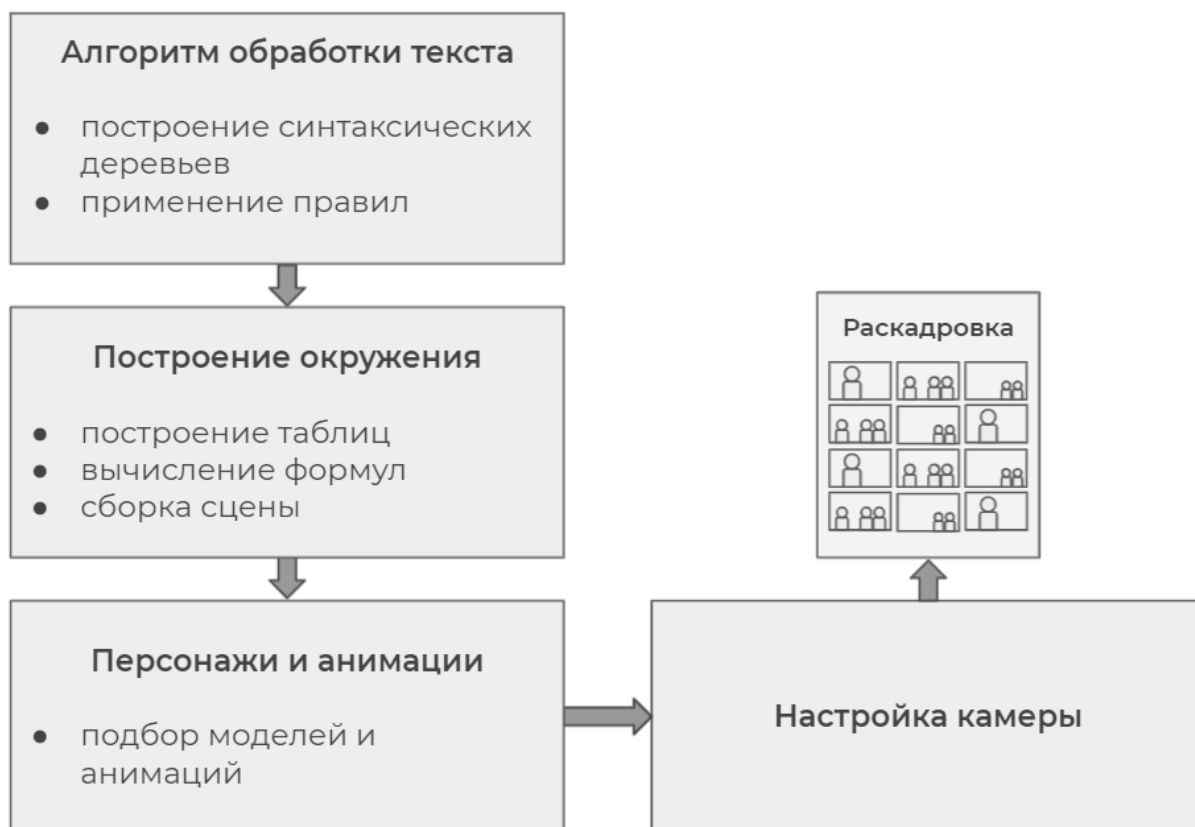 Алгоритм обработки текста
● построение синтаксических
деревьев
● применение правил
Построение окружения
● построение таблиц
● вычисление формул
● сборка сцены
Персонажи и анимации
● подбор моделей и
анимаций
Настройка камеры
Раскадровка